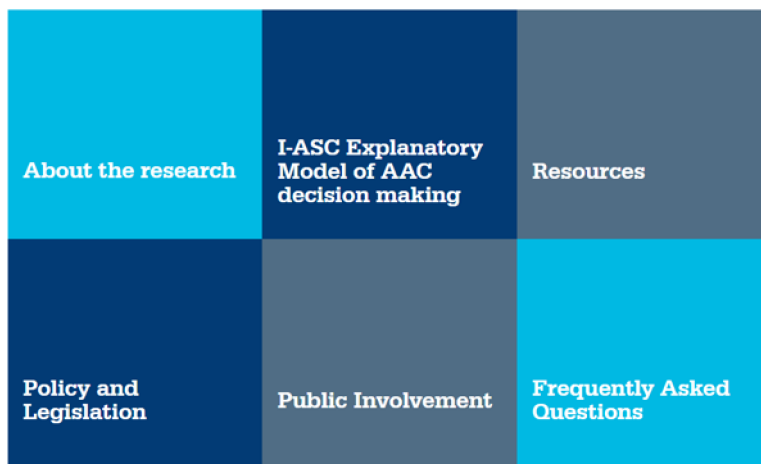 About the research
I-ASC Explanatory
Model of AAC
decision making
Resources
Policy and
Legislation
Public Involvement
Frequently Asked
Questions